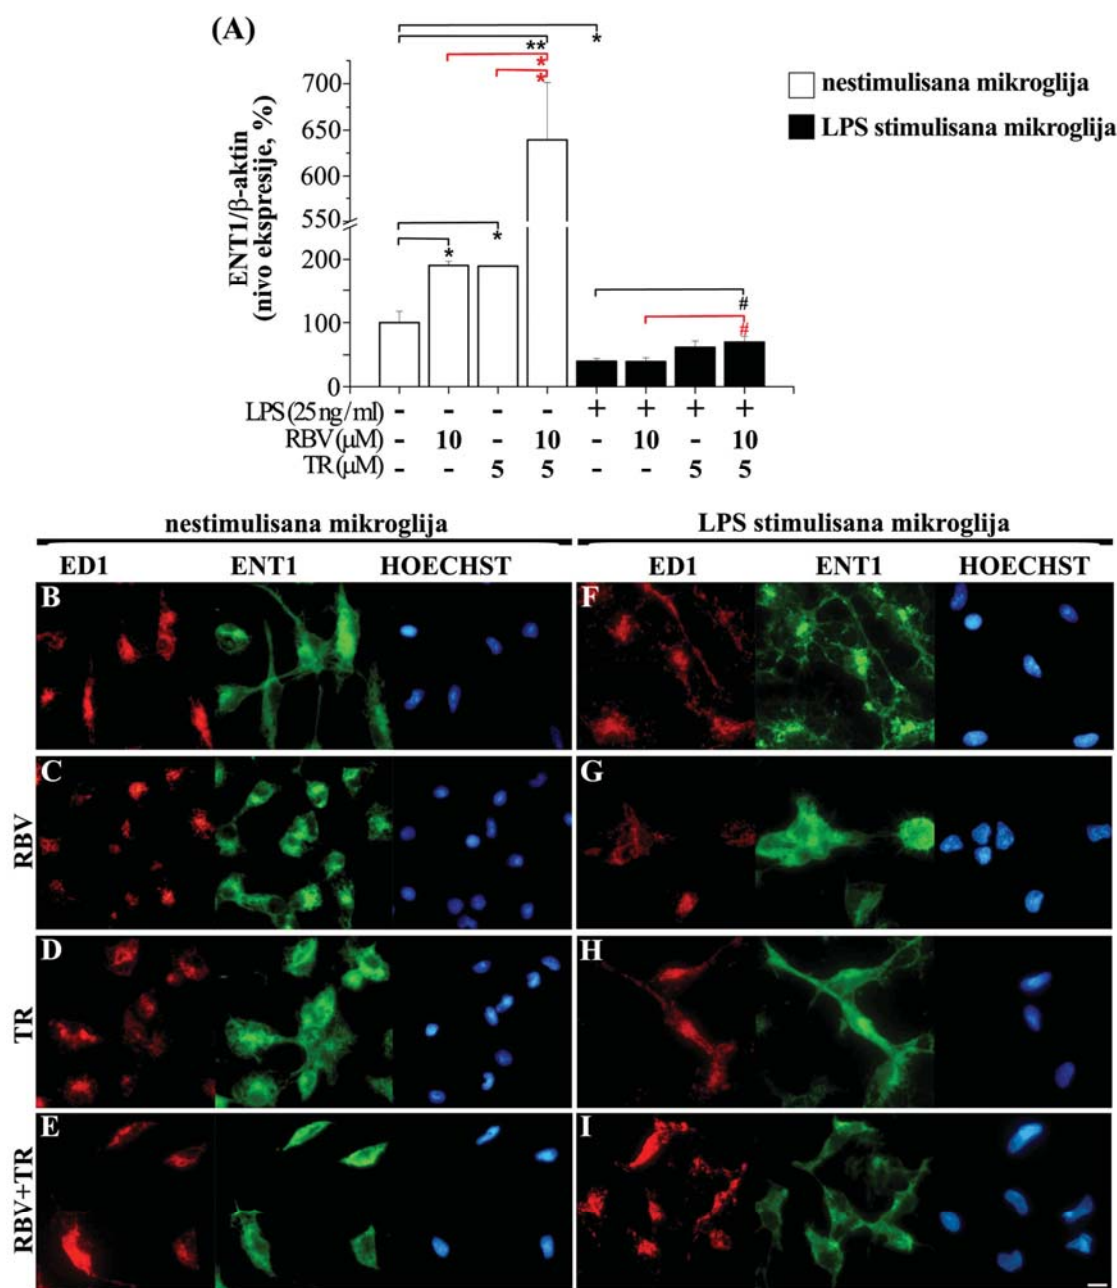 (A)
**
*
*
*
700
650
600
550
200
100
0
ENT1/β-aktin
(nivo ekspresije, %)
nestimulisana mikroglija
LPS stimulisana mikroglija
*
*
#
#
LPS (25 ng/ml) - - - - + + + +
RBV (μM) - 10 - 10 - 10 - 10
TR (μM) - - 5 5 - - 5 5
nestimulisana mikroglija
LPS stimulisana mikroglija
ED1 ENT1 HOECHST
ED1 ENT1 HOECHST
B
F
RBV
C
G
TR
D
H
RBV+TR
E
I